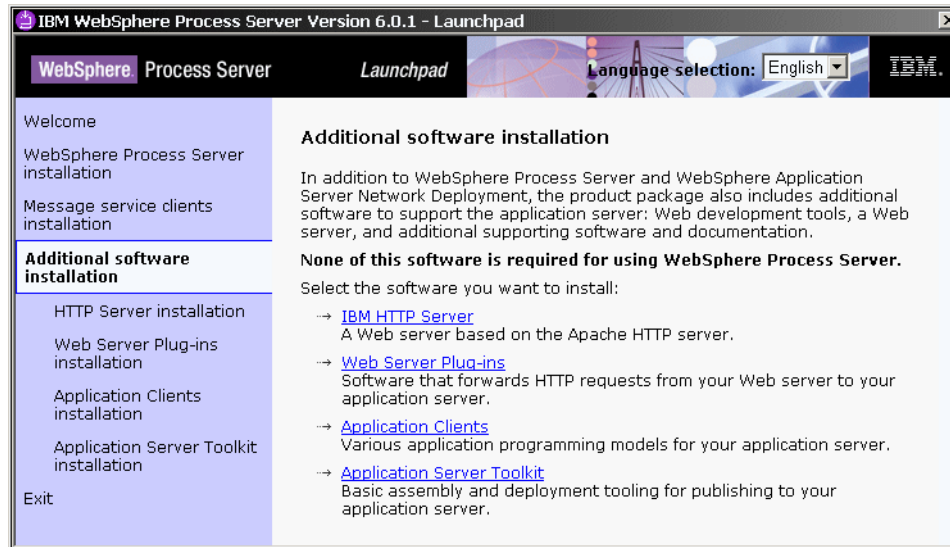 IBM WebSphere Process Server Version 6.0.1 - Launchpad
WebSphere. Process Server
Launchpad
Language selection: English
IBM.
Welcome
WebSphere Process Server
installation
Message service clients
installation
Additional software
installation
HTTP Server installation
Web Server Plug-ins
installation
Application Clients
installation
Application Server Toolkit
installation
Exit
Additional software installation
In addition to WebSphere Process Server and WebSphere Application
Server Network Deployment, the product package also includes additional
software to support the application server: Web development tools, a Web
server, and additional supporting software and documentation.
None of this software is required for using WebSphere Process Server.
Select the software you want to install:
IBM HTTP Server
A Web server based on the Apache HTTP server.
Web Server Plug-ins
Software that forwards HTTP requests from your Web server to your
application server.
Application Clients
Various application programming models for your application server.
Application Server Toolkit
Basic assembly and deployment tooling for publishing to your
application server.